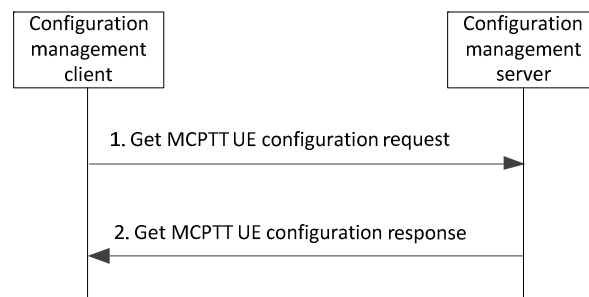 Configuration
management
client
Configuration
management
server
1. Get MCPTT UE configuration request
2. Get MCPTT UE configuration response